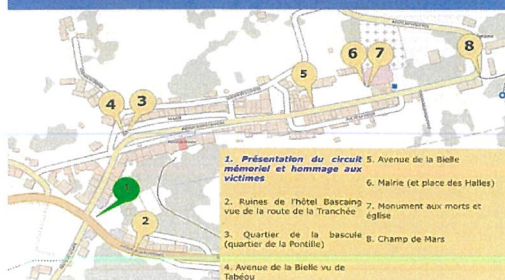 8
6
7
5
4
3
1
2
1. Présentation du circuit
mémoriel et hommage aux
victimes
2. Ruines de l'hôtel Bascaing
vue de la route de la Tranchée
3. Quartier de la bascule
(quartier de la Pontille)
4. Avenue de la Bielle vu de
Tabéou
5. Avenue de la Bielle
6. Mairie (et place des Halles)
7. Monument aux morts et
église
8. Champ de Mars